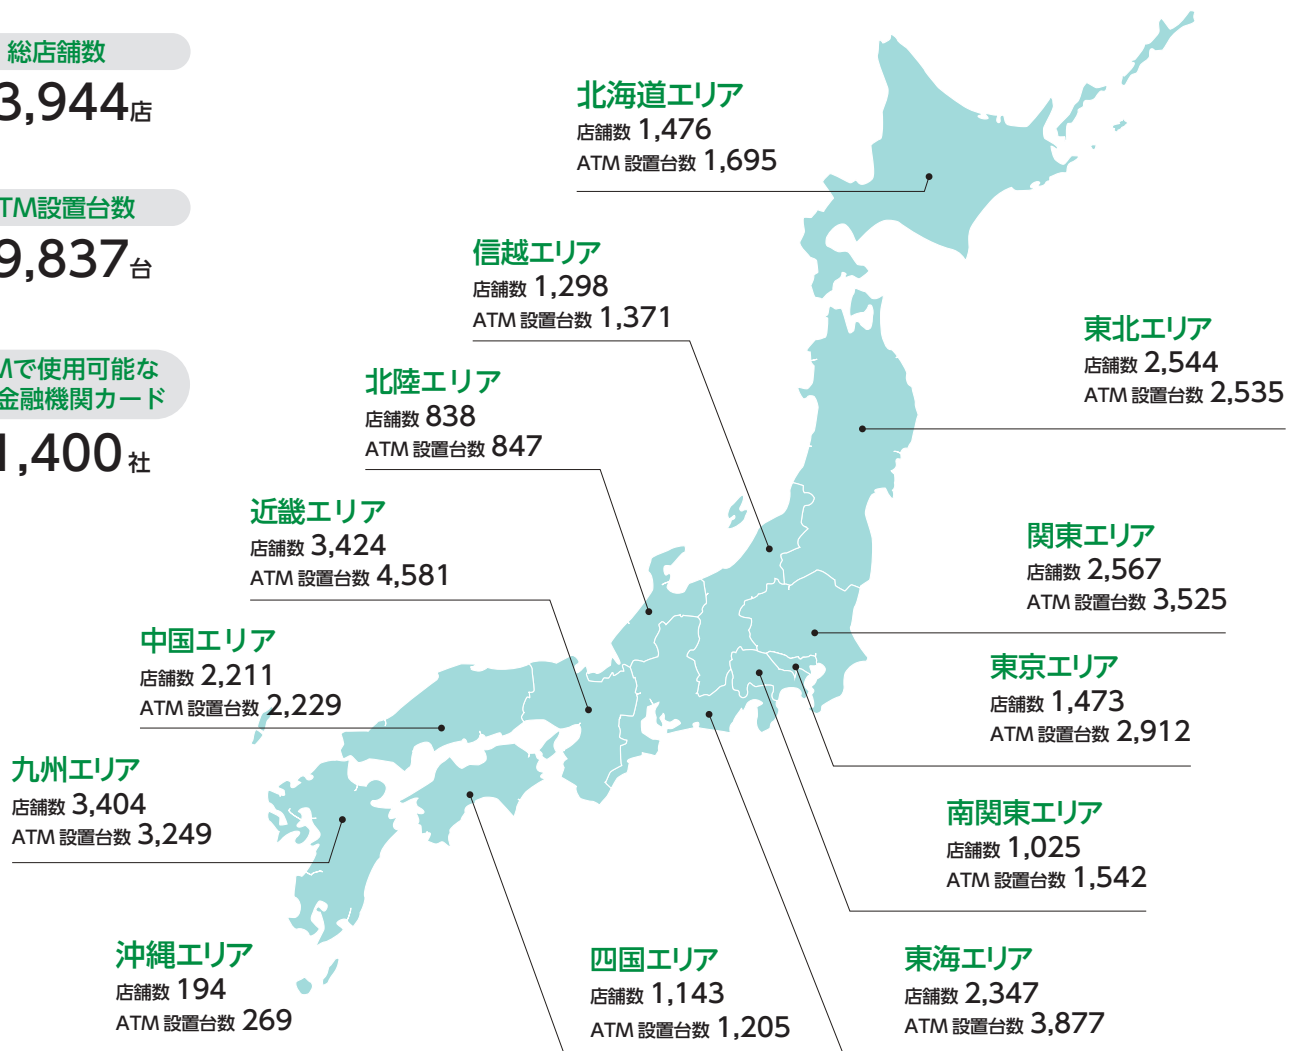 総店舗数
3,944店
TM設置台数
9,837台
Mで使用可能な
金融機関カード
1,400社
北海道エリア
店舗数 1,476
ATM 設置台数 1,695
信越エリア
店舗数 1,298
ATM 設置台数 1,371
東北エリア
店舗数 2,544
ATM 設置台数 2,535
北陸エリア
店舗数 838
ATM 設置台数 847
近畿エリア
店舗数 3,424
ATM 設置台数 4,581
関東エリア
店舗数 2,567
ATM 設置台数 3,525
中国エリア
店舗数 2,211
ATM 設置台数 2,229
東京エリア
店舗数 1,473
ATM 設置台数 2,912
九州エリア
店舗数 3,404
ATM 設置台数 3,249
南関東エリア
店舗数 1,025
ATM 設置台数 1,542
沖縄エリア
店舗数 194
ATM 設置台数 269
四国エリア
店舗数 1,143
ATM 設置台数 1,205
東海エリア
店舗数 2,347
ATM 設置台数 3,877